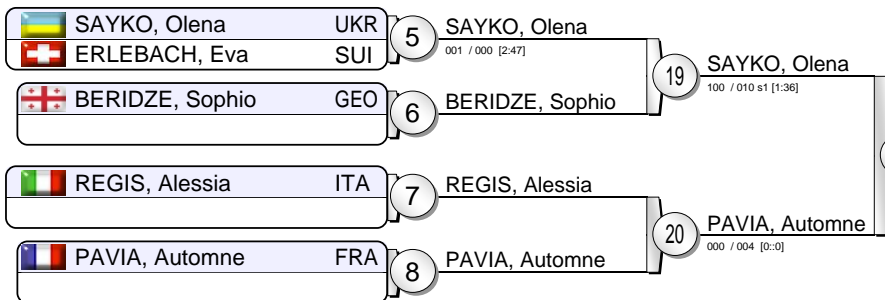 SAYKO, Olena UKR
ERLEBACH, Eva SUI
5
SAYKO, Olena
001 / 000 [2:47]
BERIDZE, Sophio GEO
6
BERIDZE, Sophio
19
SAYKO, Olena
100 / 010 s1 [1:36]
REGIS, Alessia ITA
7
REGIS, Alessia
PAVIA, Automne FRA
8
PAVIA, Automne
20
PAVIA, Automne
000 / 004 [0::0]